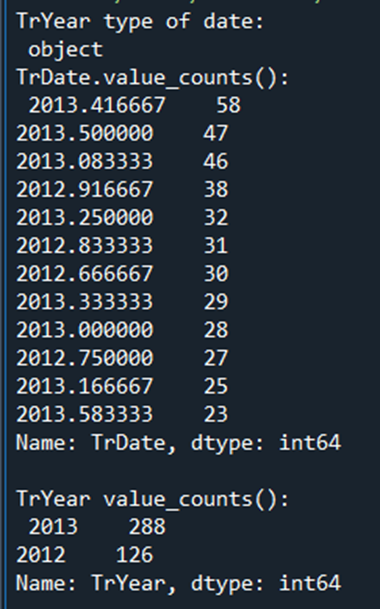 TrYear type of date:
 object
TrDate.value_counts():
 2013.416667    58
2013.500000    47
2013.083333    46
2012.916667    38
2013.250000    32
2012.833333    31
2012.666667    30
2013.333333    29
2013.000000    28
2012.750000    27
2013.166667    25
2013.583333    23
Name: TrDate, dtype: int64

TrYear value_counts():
 2013    288
2012    126
Name: TrYear, dtype: int64